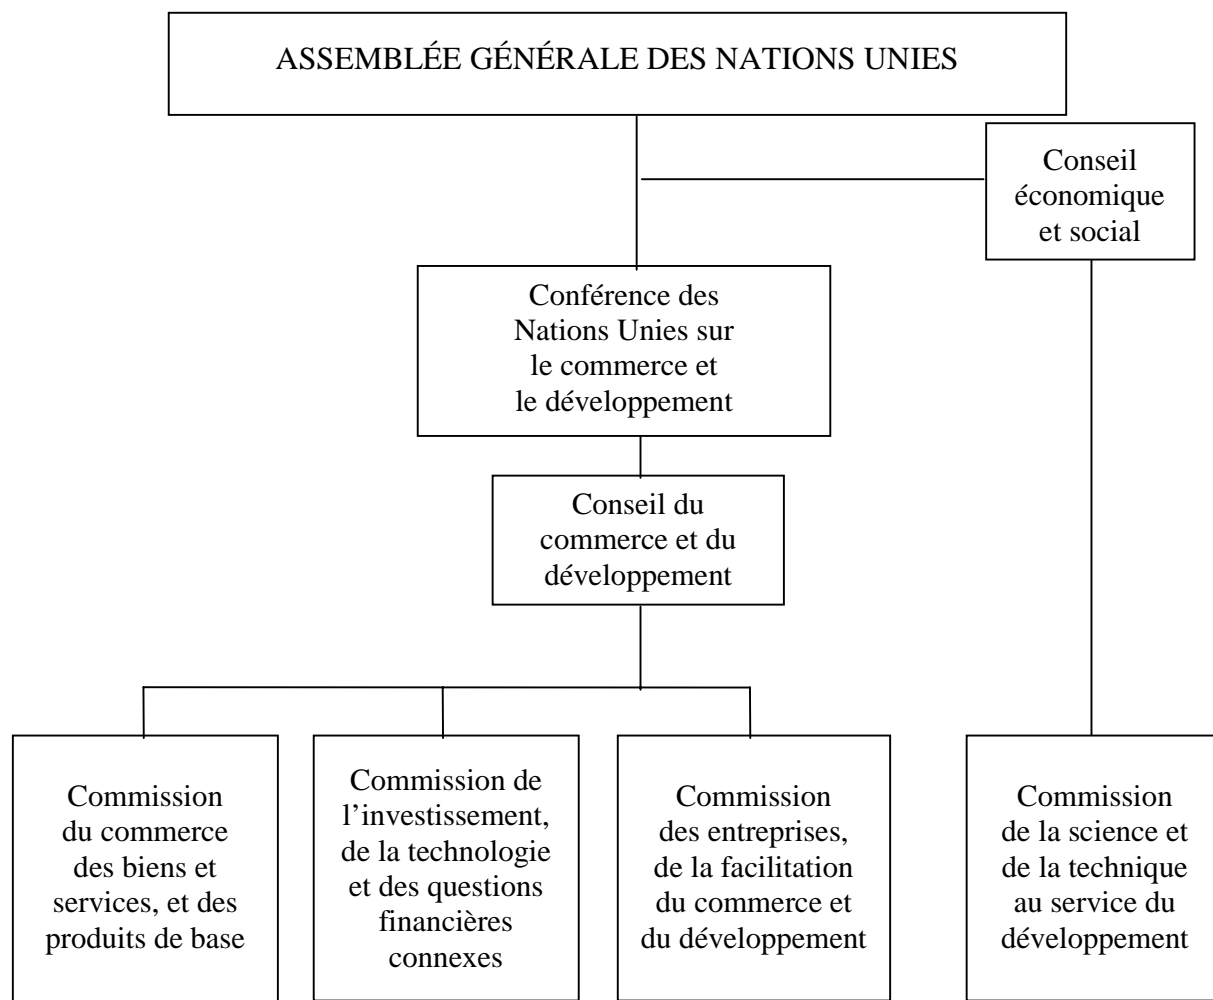 ASSEMBLÉE GÉNÉRALE DES NATIONS UNIES
Conseil
économique
et social
Conférence des
Nations Unies sur
le commerce et
le développement
Conseil du
commerce et du
développement
Commission
du commerce
des biens et
services, et des
produits de base
Commission de
l’investissement,
de la technologie
et des questions
financières
connexes
Commission
des entreprises,
de la facilitation
du commerce et
du développement
Commission
de la science et
de la technique
au service du
développement